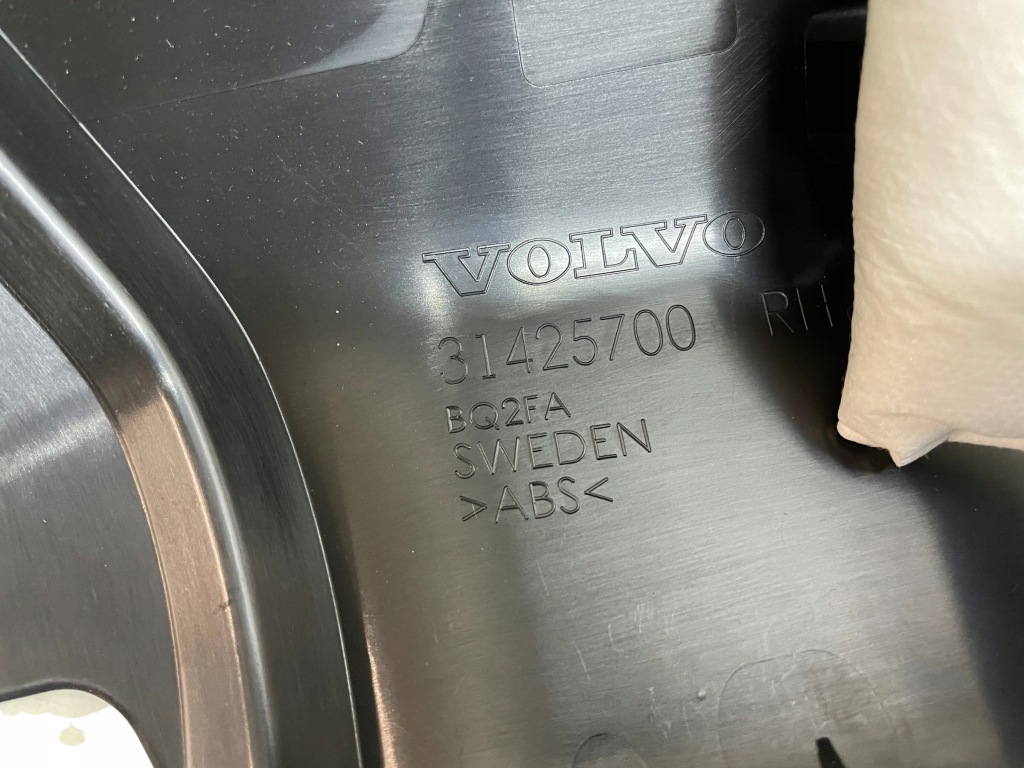 VOLVO
31425700 RH
BQ2FA
SWEDEN
>ABS<